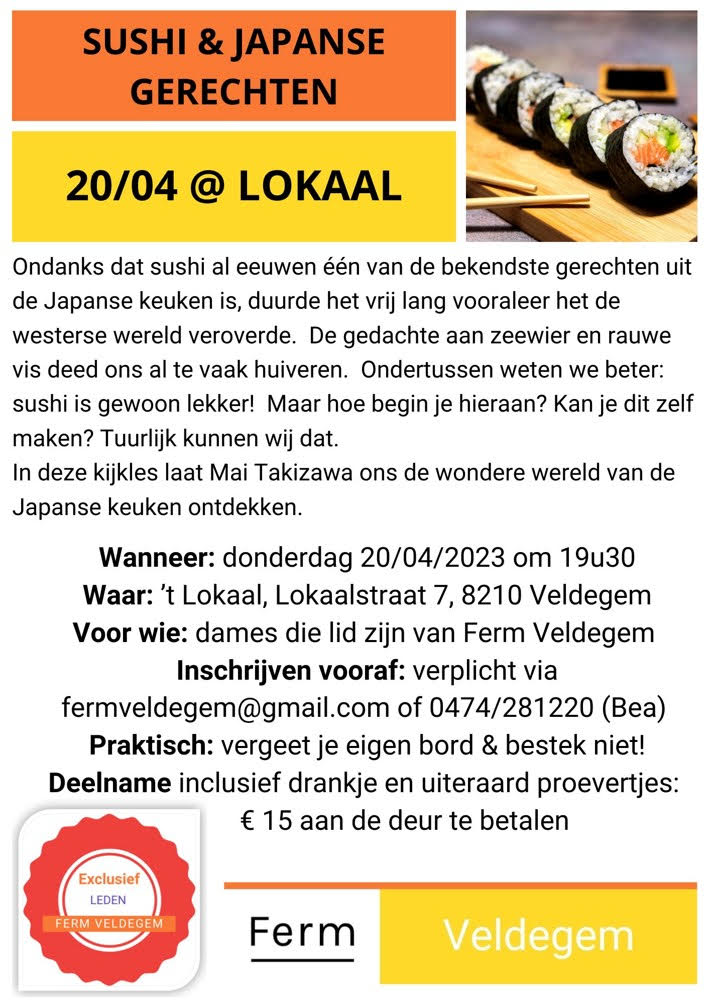 SUSHI & JAPANSE
GERECHTEN
20/04 @ LOKAAL
Ondanks dat sushi al eeuwen één van de bekendste gerechten uit
de Japanse keuken is, duurde het vrij lang vooraleer het de
westerse wereld veroverde.  De gedachte aan zeewier en rauwe
vis deed ons al te vaak huiveren.  Ondertussen weten we beter:
sushi is gewoon lekker!  Maar hoe begin je hieraan? Kan je dit zelf
maken? Tuurlijk kunnen wij dat.
In deze kijkles laat Mai Takizawa ons de wondere wereld van de
Japanse keuken ontdekken.
Wanneer: donderdag 20/04/2023 om 19u30
Waar: ’t Lokaal, Lokaalstraat 7, 8210 Veldegem
Voor wie: dames die lid zijn van Ferm Veldegem
Inschrijven vooraf: verplicht via
fermveldegem@gmail.com of 0474/281220 (Bea)
Praktisch: vergeet je eigen bord & bestek niet!
Deelname inclusief drankje en uiteraard proevertjes:
€ 15 aan de deur te betalen
Exclusief
LEDEN
FERM VELDEGEM
Ferm
Veldegem